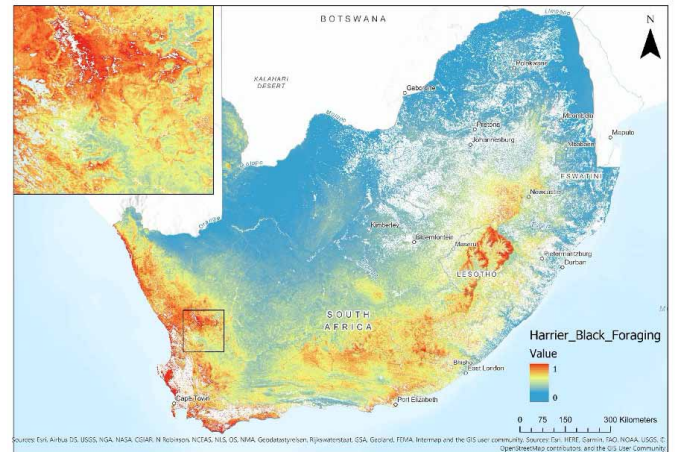 BOTSWANA
N
Limpopo
Polokwane
KALAHARI
DESERT
Gaborone
Molopo
Pretoria
Johannesburg
Mbombela
Maputo
Mbabane
ESWATINI
Newcastle
Orange
Kimberley
Bloemfontein
Maseru
Pietermaritzburg
Durban
LESOTHO
SOUTH
AFRICA
Harrier_Black_Foraging
Value
1
0
Bhisho
East London
Cape Town
Port Elizabeth
0 75 150 300 Kilometers
Sources: Esri, Airbus DS, USGS, NGA, NASA, CGIAR, N Robinson, NCEAS, NLS, OS, NMA, Geodatastyrelsen, Rijkswaterstaat, GSA, Geoland, FEMA, Intermap and the GIS user community, Sources: Esri, HERE, Garmin, FAO, NOAA, USGS, ©
OpenStreetMap contributors, and the GIS User Community